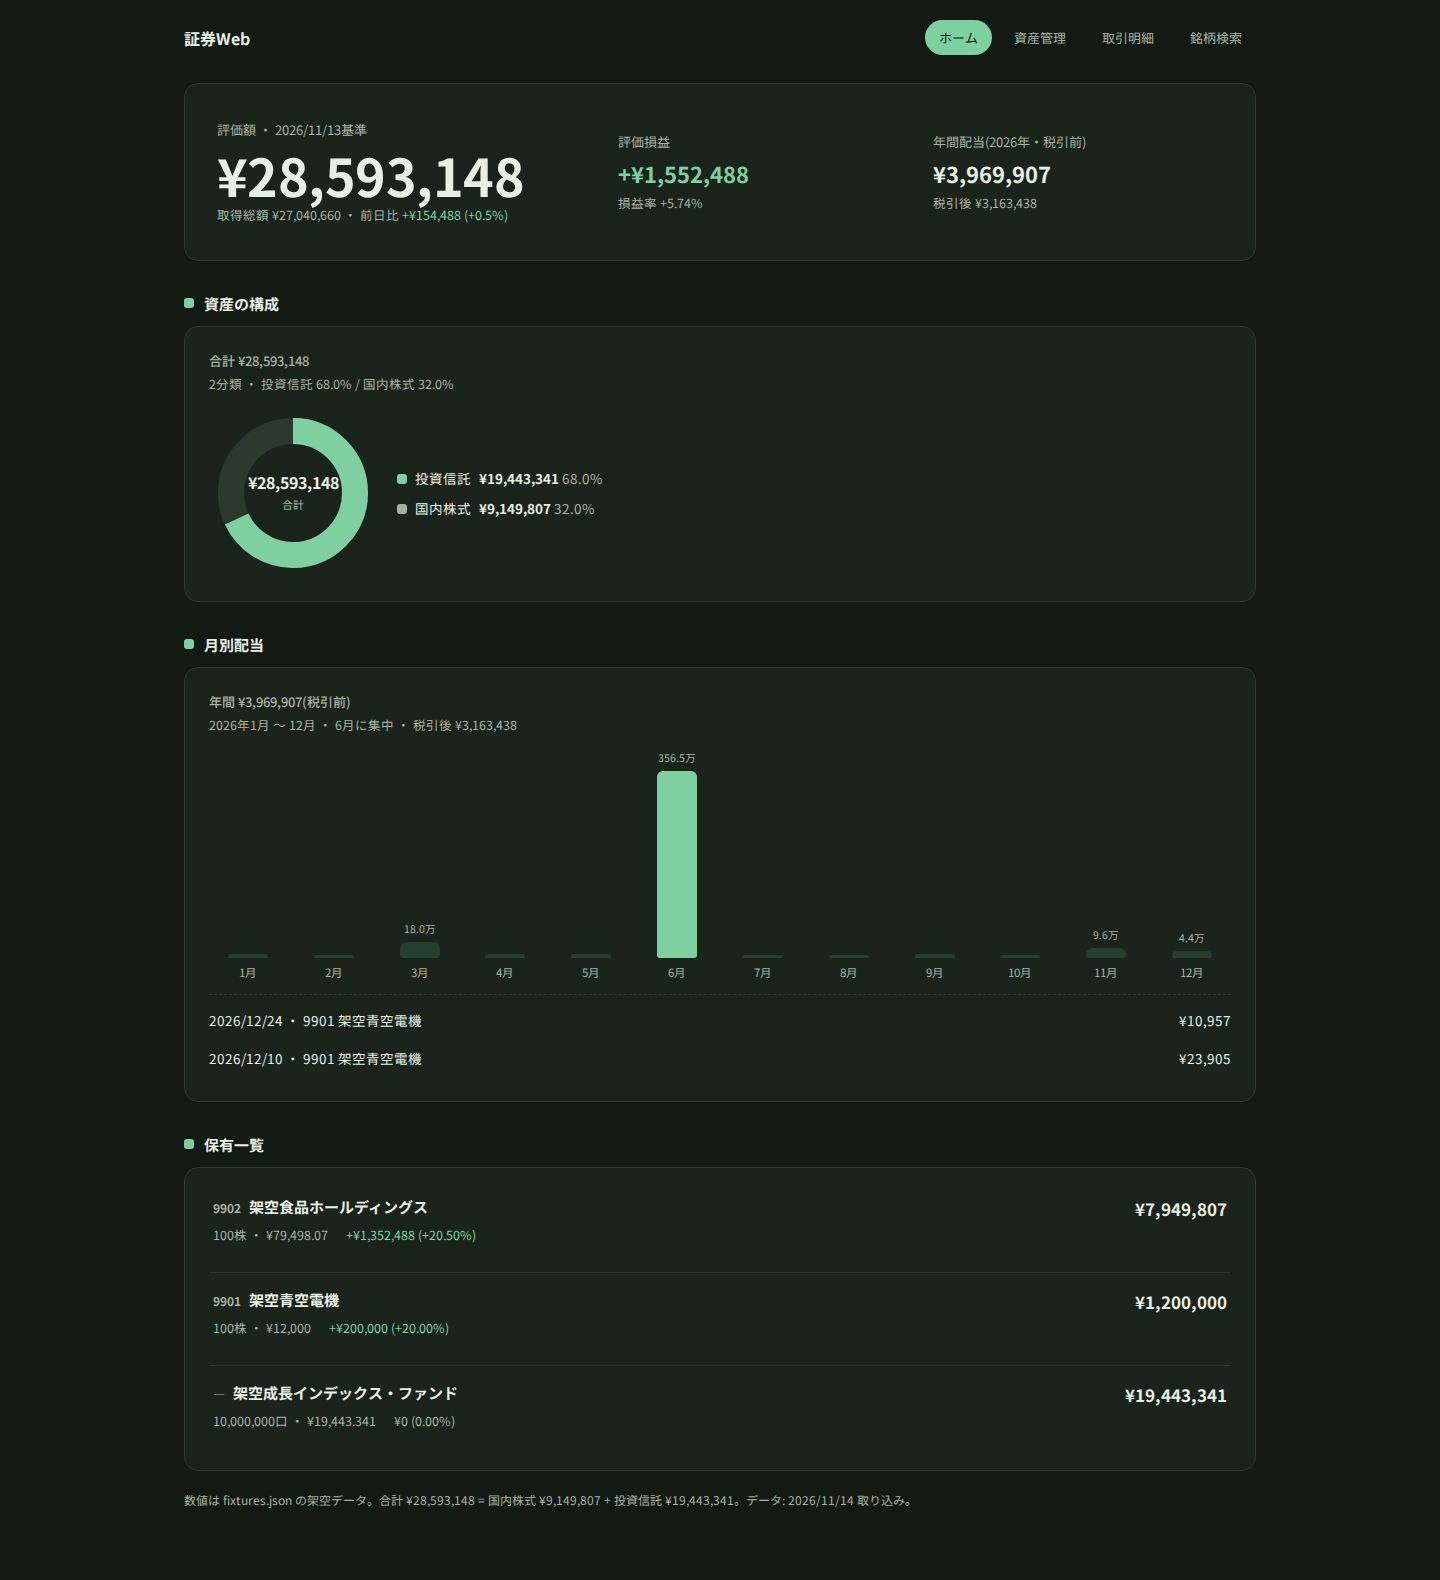 証券Web
ホーム 資産管理 取引明細 銘柄検索
評価額 ・ 2026/11/13基準
¥28,593,148
取得総額 ¥27,040,660 ・ 前日比 +¥154,488 (+0.5%)
評価損益
+¥1,552,488
損益率 +5.74%
年間配当(2026年・税引前)
¥3,969,907
税引後 ¥3,163,438
資産の構成
合計 ¥28,593,148
2分類 ・ 投資信託 68.0% / 国内株式 32.0%
¥28,593,148
合計
投資信託 ¥19,443,341 68.0%
国内株式 ¥9,149,807 32.0%
月別配当
年間 ¥3,969,907(税引前)
2026年1月 〜 12月 ・ 6月に集中 ・ 税引後 ¥3,163,438
356.5万
18.0万
9.6万
4.4万
1月 2月 3月 4月 5月 6月 7月 8月 9月 10月 11月 12月
2026/12/24 ・ 9901 架空青空電機 ¥10,957
2026/12/10 ・ 9901 架空青空電機 ¥23,905
保有一覧
9902 架空食品ホールディングス ¥7,949,807
100株 ・ ¥79,498.07 +¥1,352,488 (+20.50%)
9901 架空青空電機 ¥1,200,000
100株 ・ ¥12,000 +¥200,000 (+20.00%)
— 架空成長インデックス・ファンド ¥19,443,341
10,000,000口 ・ ¥19,443.341 ¥0 (0.00%)
数値は fixtures.json の架空データ。合計 ¥28,593,148 = 国内株式 ¥9,149,807 + 投資信託 ¥19,443,341。データ: 2026/11/14 取り込み。